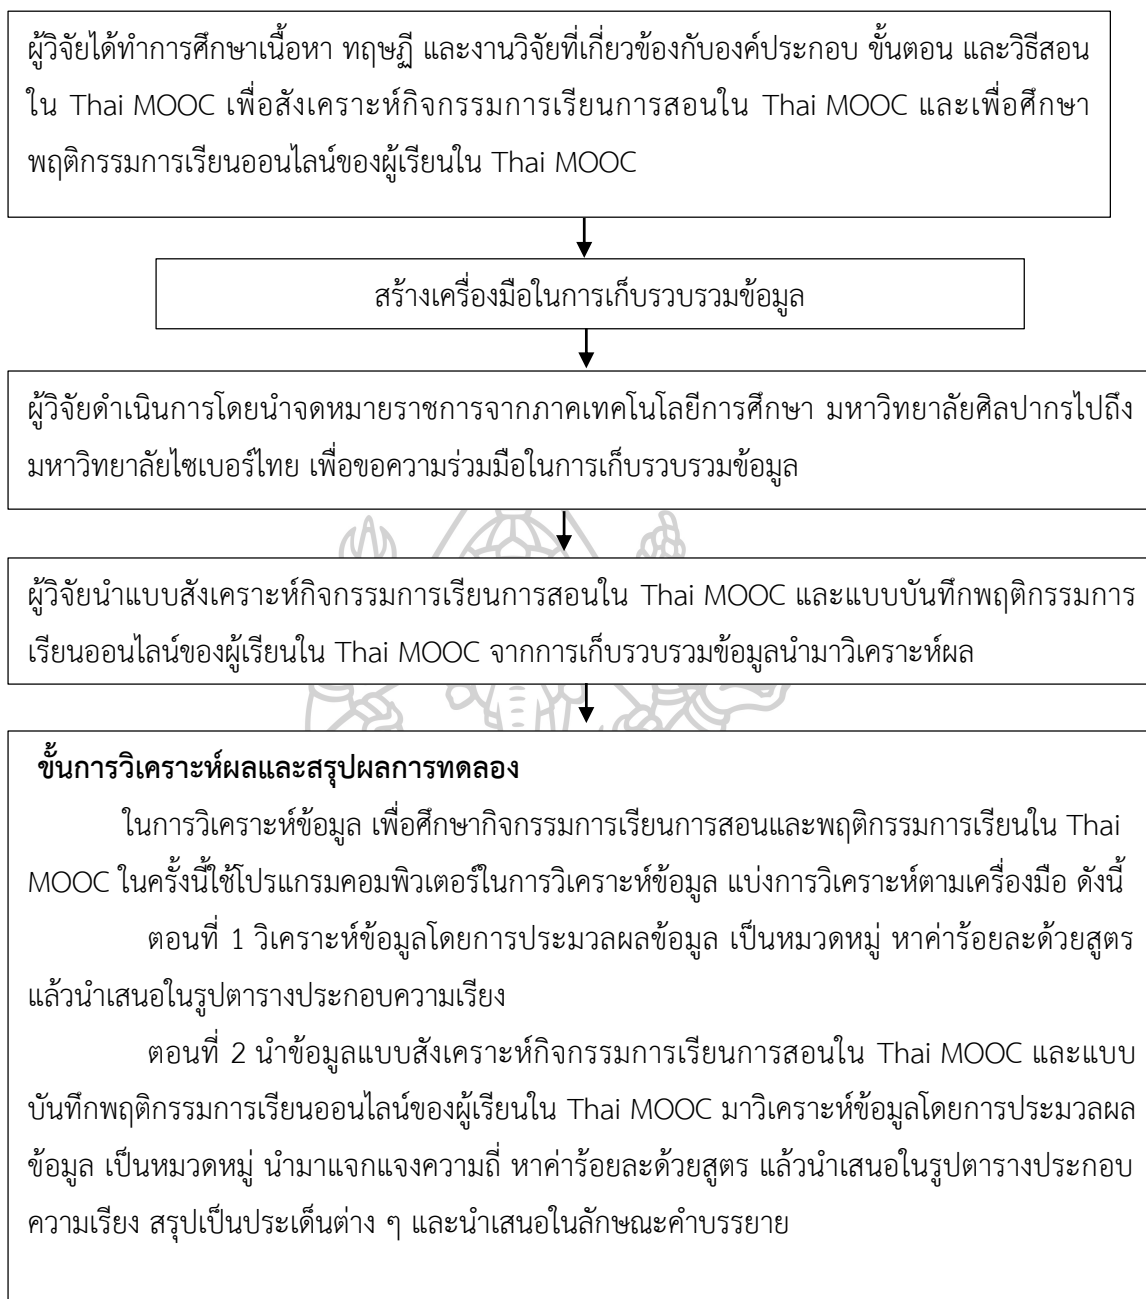 ผู้วิจัยได้ทำการศึกษาเนื้อหา ทฤษฏี และงานวิจัยที่เกี่ยวข้องกับองค์ประกอบ ขั้นตอน และวิธีสอน
ใน Thai MOOC เพื่อสังเคราะห์กิจกรรมการเรียนการสอนใน Thai MOOC และเพื่อศึกษา
พฤติกรรมการเรียนออนไลน์ของผู้เรียนใน Thai MOOC
สร้างเครื่องมือในการเก็บรวบรวมข้อมูล
ผู้วิจัยดำเนินการโดยนำจดหมายราชการจากภาคเทคโนโลยีการศึกษา มหาวิทยาลัยศิลปากรไปถึง
มหาวิทยาลัยไซเบอร์ไทย เพื่อขอความร่วมมือในการเก็บรวบรวมข้อมูล
ผู้วิจัยนำแบบสังเคราะห์กิจกรรมการเรียนการสอนใน Thai MOOC และแบบบันทึกพฤติกรรมการ
เรียนออนไลน์ของผู้เรียนใน Thai MOOC จากการเก็บรวบรวมข้อมูลนำมาวิเคราะห์ผล
ขั้นการวิเคราะห์ผลและสรุปผลการทดลอง
ในการวิเคราะห์ข้อมูล เพื่อศึกษากิจกรรมการเรียนการสอนและพฤติกรรมการเรียนใน Thai
MOOC ในครั้งนี้ใช้โปรแกรมคอมพิวเตอร์ในการวิเคราะห์ข้อมูล แบ่งการวิเคราะห์ตามเครื่องมือ ดังนี้
ตอนที่ 1 วิเคราะห์ข้อมูลโดยการประมวลผลข้อมูล เป็นหมวดหมู่ หาค่าร้อยละด้วยสูตร
แล้วนำเสนอในรูปตารางประกอบความเรียง
ตอนที่ 2 นำข้อมูลแบบสังเคราะห์กิจกรรมการเรียนการสอนใน Thai MOOC และแบบ
บันทึกพฤติกรรมการเรียนออนไลน์ของผู้เรียนใน Thai MOOC มาวิเคราะห์ข้อมูลโดยการประมวลผล
ข้อมูล เป็นหมวดหมู่ นำมาแจกแจงความถี่ หาค่าร้อยละด้วยสูตร แล้วนำเสนอในรูปตารางประกอบ
ความเรียง สรุปเป็นประเด็นต่าง ๆ และนำเสนอในลักษณะคำบรรยาย